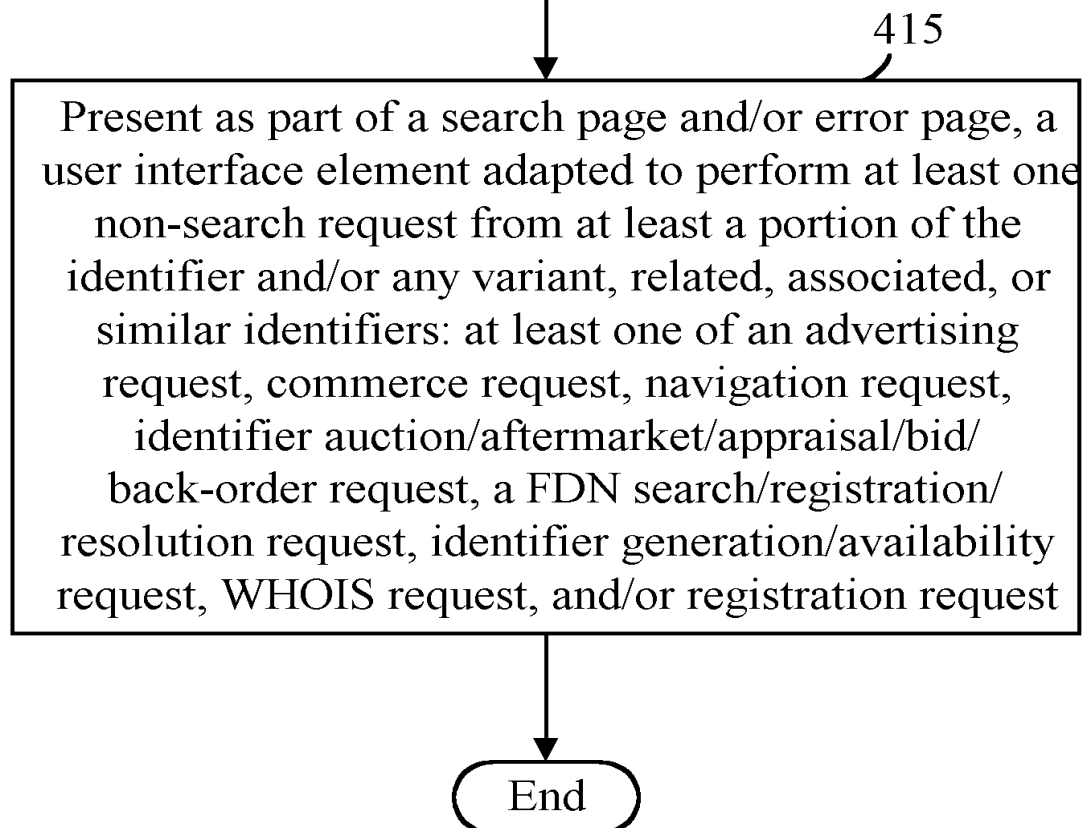 415
Present as part of a search page and/or error page, a
user interface element adapted to perform at least one
non-search request from at least a portion of the
identifier and/or any variant, related, associated, or
similar identifiers: at least one of an advertising
request, commerce request, navigation request,
identifier auction/aftermarket/appraisal/bid/
back-order request, a FDN search/registration/
resolution request, identifier generation/availability
request, WHOIS request, and/or registration request
End